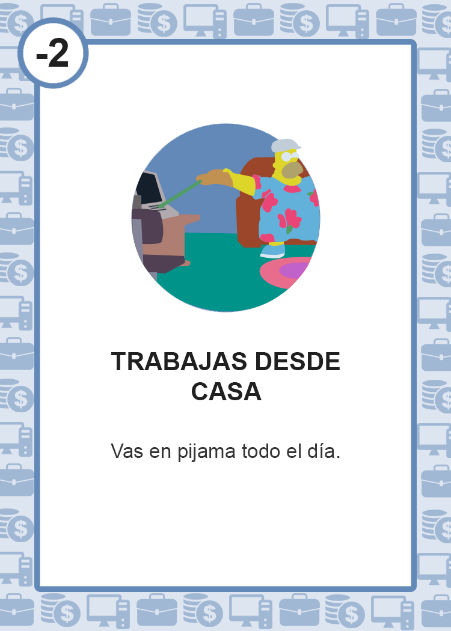 -2
TRABAJAS DESDE
CASA
Vas en pijama todo el día.